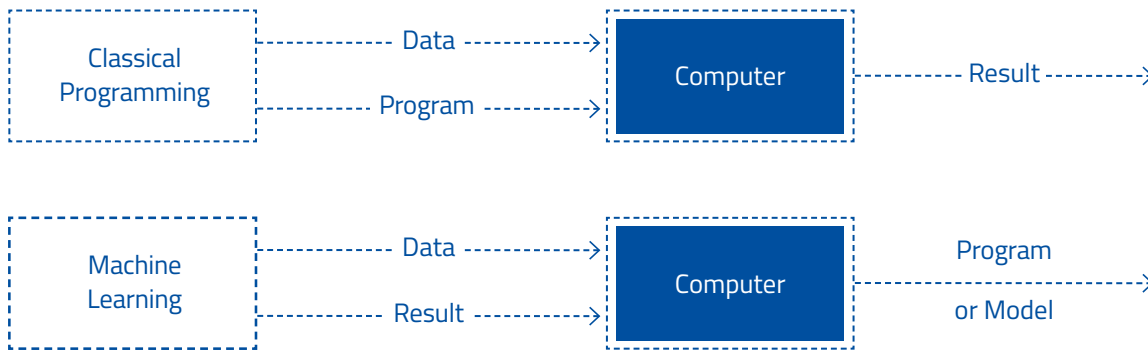 Classical
Programming
Data
Program
Computer
Result
Machine
Learning
Data
Result
Computer
Program
or Model